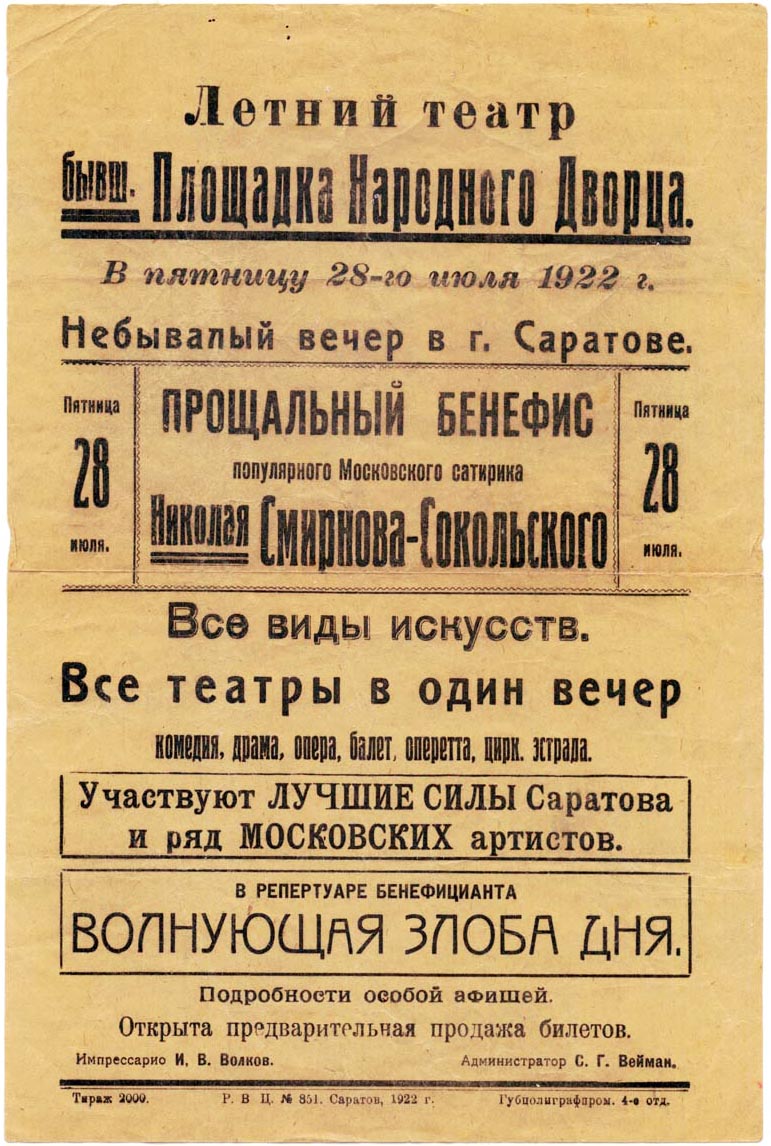 Летний театр
бывш. Площадка Народного Дворца.
В пятницу 28-го июля 1922 г.
Небывалый вечер в г. Саратове.
Пятница
28
июля.
ПРОЩАЛЬНЫЙ БЕНЕФИС
популярного Московского сатирика
Николая Смирнова-Сокольского
Пятница
28
июля.
Все виды искусств.
Все театры в один вечер
комедия, драма, опера, балет, оперетта, цирк. эстрада.
Участвуют ЛУЧШИЕ СИЛЫ Саратова
и ряд МОСКОВСКИХ артистов.
В РЕПЕРТУАРЕ БЕНЕФИЦИАНТА
ВОЛНУЮЩАЯ ЗЛОБА ДНЯ.
Подробности особой афишей.
Открыта предварительная продажа билетов.
Импрессарио И. В. Волков. Администратор С. Г. Вейман.
Тираж 2000. Р. В Ц. № 851. Саратов, 1922 г. Губполиграфпром. 4-е отд.